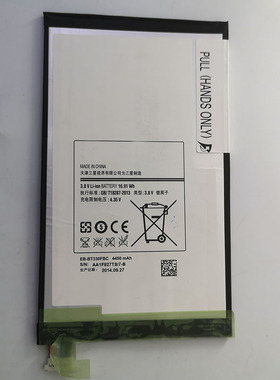 PULL (HANDS ONLY)
MADE IN CHINA
天津三星视界有限公司为三星制造
3.8 V Li-ion BATTERY 16.91 Wh
执行标准: GB/T18287-2013 类型: 3.8 V 锂离子
充电限制电压: 4.35 V
EB-BT330FBC 4450 mAh
S/N: AA1F827TB/7-B
2014.09.27